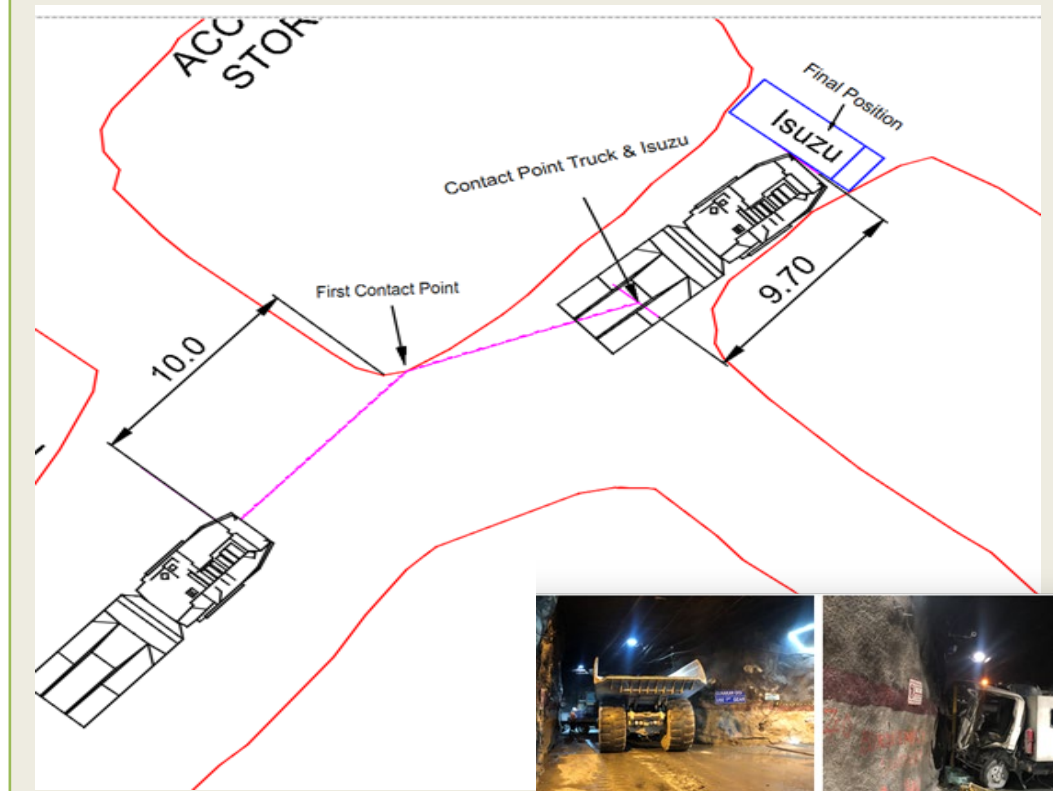 ACC
STOR
Final Position
Isuzu
Contact Point Truck & Isuzu
9.70
First Contact Point
10.0